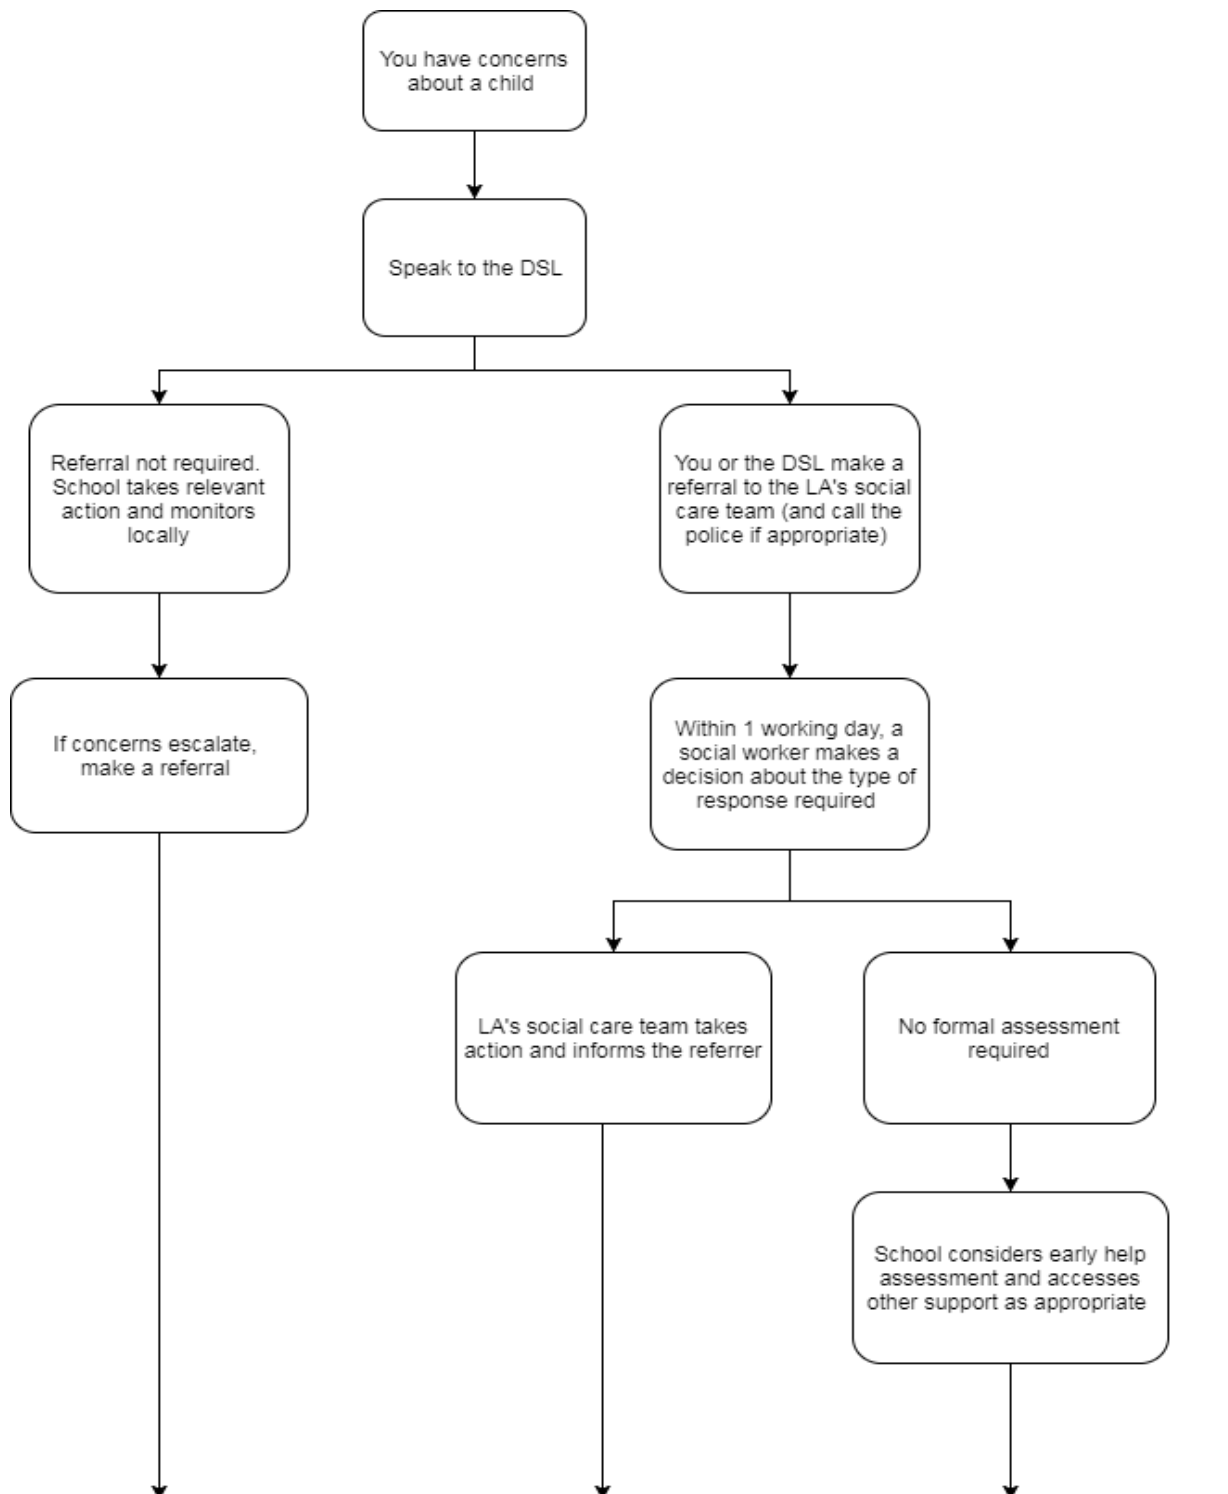 You have concerns
about a child
Speak to the DSL
Referral not required.
School takes relevant
action and monitors
locally
You or the DSL make a
referral to the LA's social
care team (and call the
police if appropriate)
If concerns escalate,
make a referral
Within 1 working day, a
social worker makes a
decision about the type of
response required
LA's social care team takes
action and informs the referrer
No formal assessment
required
School considers early help
assessment and accesses
other support as appropriate